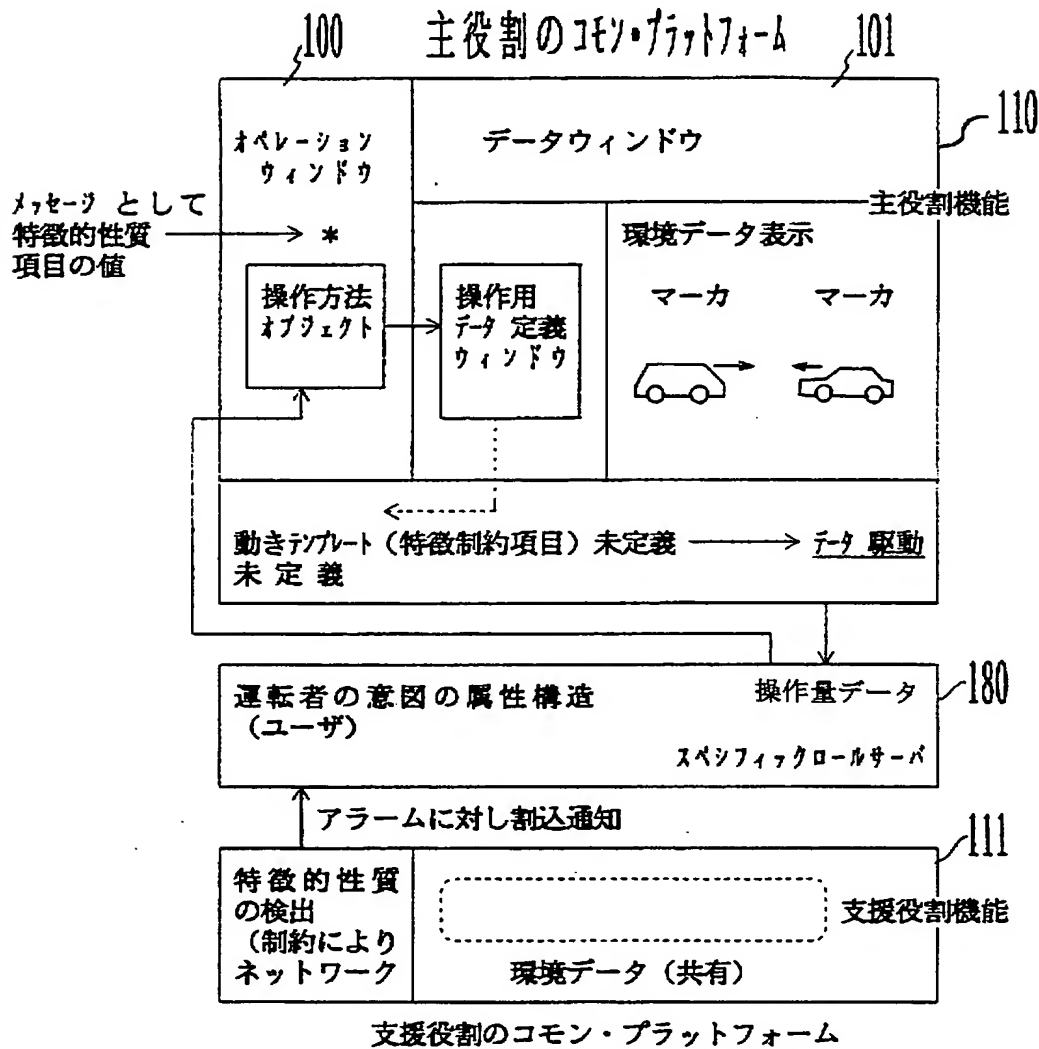 主役割のコモン・プラットフォーム
100
101
110
オペレーション
ウィンドウ
データウィンドウ
メッセージ として
特徴的性質
項目の値
*
主役割機能
環境データ表示
操作方法
オブジェクト
操作用
データ 定義
ウィンドウ
マーカ
マーカ
動きテンプレート(特徴制約項目)未定義
未 定 義
データ 駆動
運転者の意図の属性構造
(ユーザ)
操作量データ
スペシフィックロールサーバ
180
アラームに対し割込通知
111
特徴的性質
の検出
(制約により
ネットワーク
支援役割機能
環境データ(共有)
支援役割のコモン・プラットフォーム